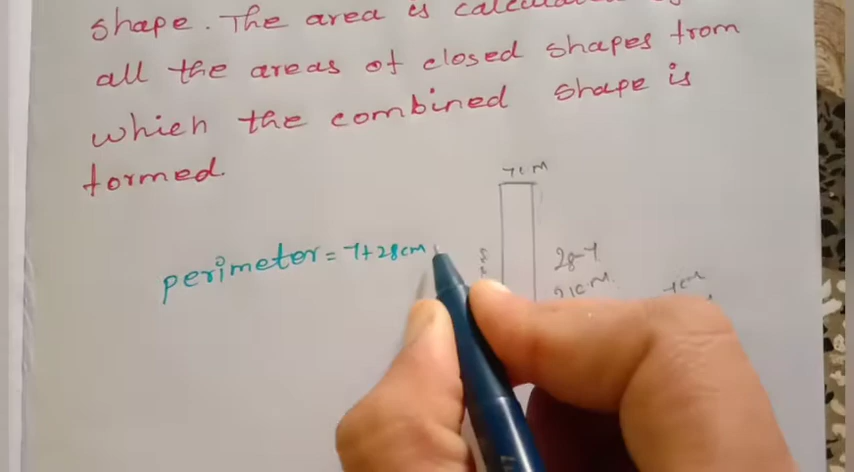 shape. The area is
all the areas of closed shapes from
which the combined shape is
formed.
7cm
perimeter = 7+28cm
28-7
21cm.
7cm